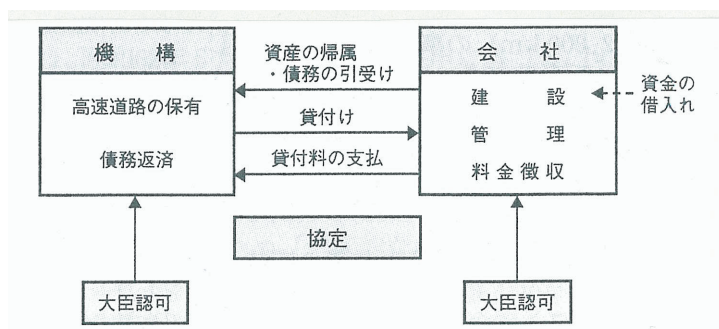 機構
高速道路の保有
債務返済
資産の帰属
・債務の引受け
貸付け
貸付料の支払
会社
建設
管理
料金徴収
資金の
借入れ
協定
大臣認可
大臣認可